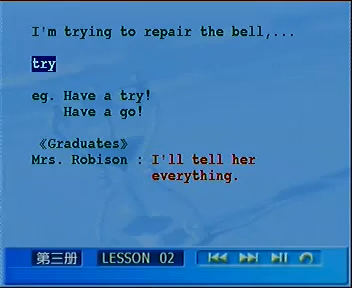 I'm trying to repair the bell,...
try
eg. Have a try!
Have a go!
《Graduates》
Mrs. Robison : I'll tell her
everything.
第三册 LESSON 02